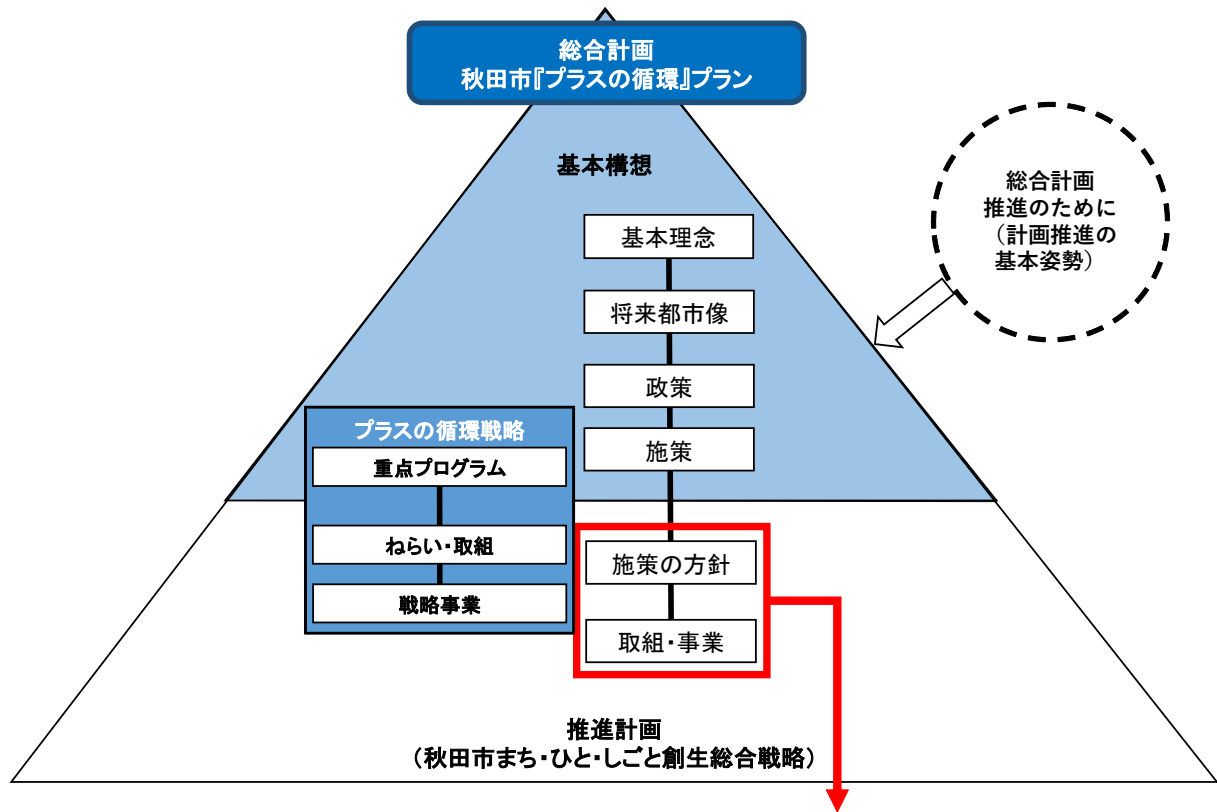 総合計画
秋田市『プラスの循環』プラン
基本構想
総合計画
推進のために
（計画推進の
基本姿勢）
基本理念
将来都市像
政策
施策
プラスの循環戦略
重点プログラム
ねらい・取組
戦略事業
施策の方針
取組・事業
推進計画
（秋田市まち・ひと・しごと創生総合戦略）